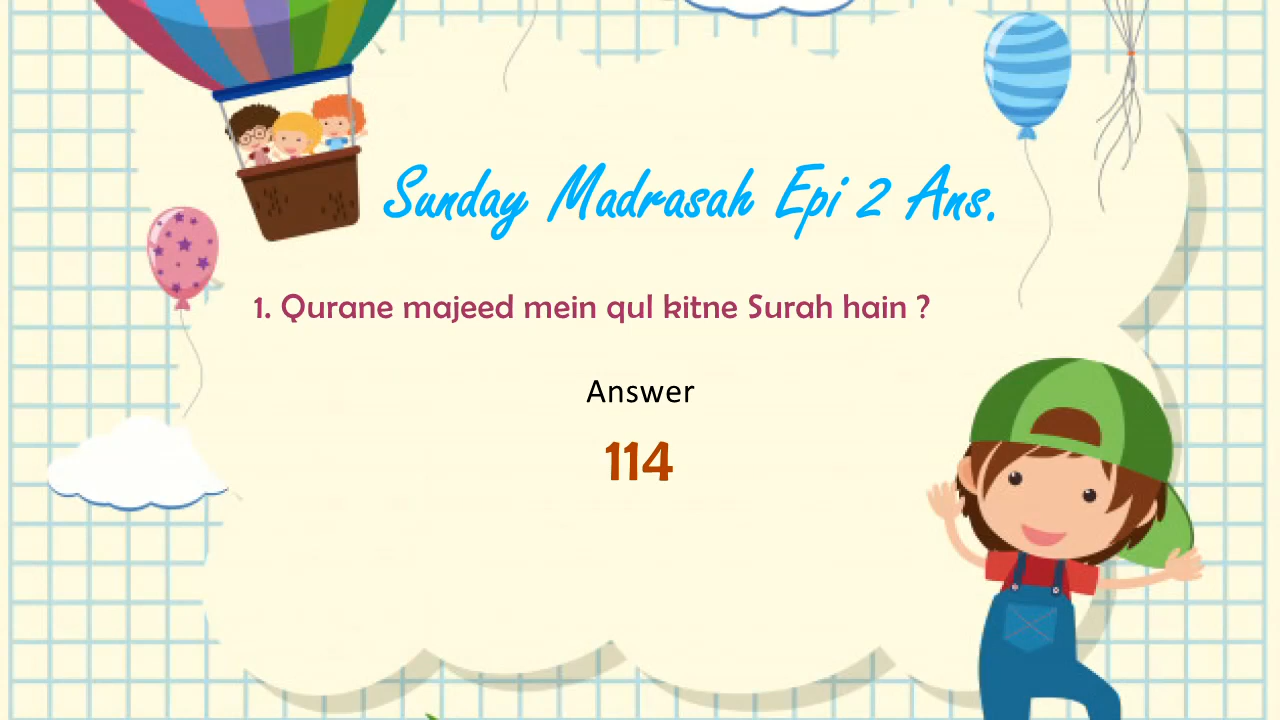 Sunday Madrasah Epi 2 Ans.
1. Qurane majeed mein qul kitne Surah hain ?
Answer
114